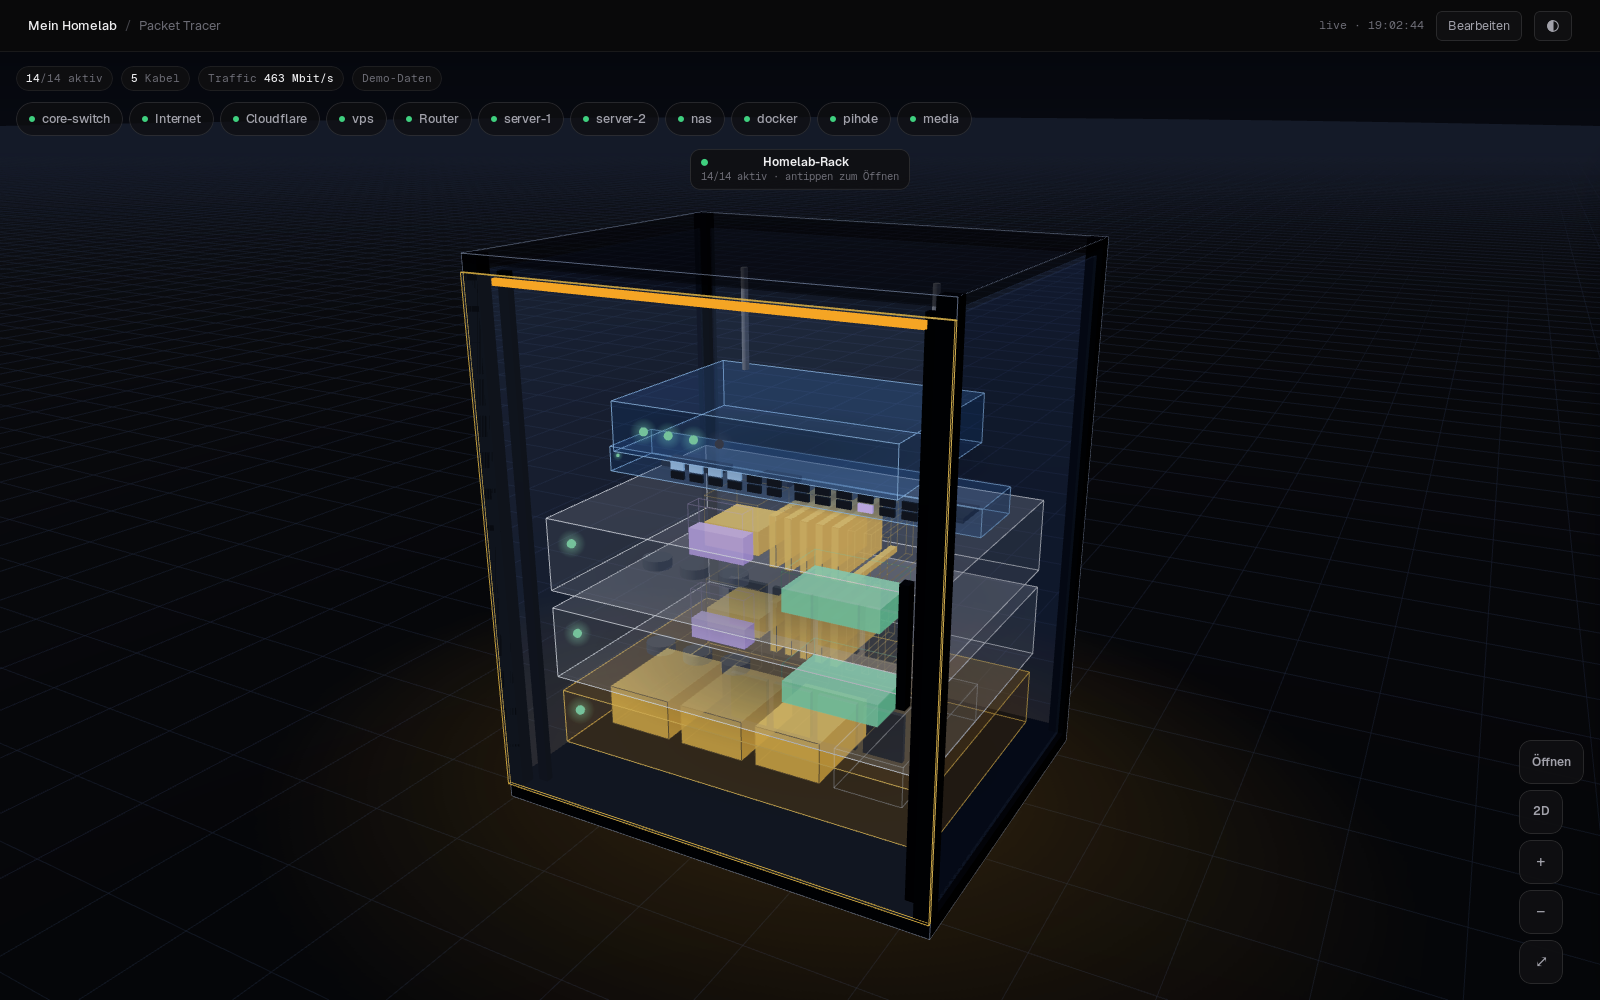 Mein Homelab / Packet Tracer
live · 19:02:44
Bearbeiten
14/14 aktiv
5 Kabel
Traffic 463 Mbit/s
Demo-Daten
core-switch
Internet
Cloudflare
vps
Router
server-1
server-2
nas
docker
pihole
media
Homelab-Rack
14/14 aktiv · antippen zum Öffnen
Öffnen
2D
+
−